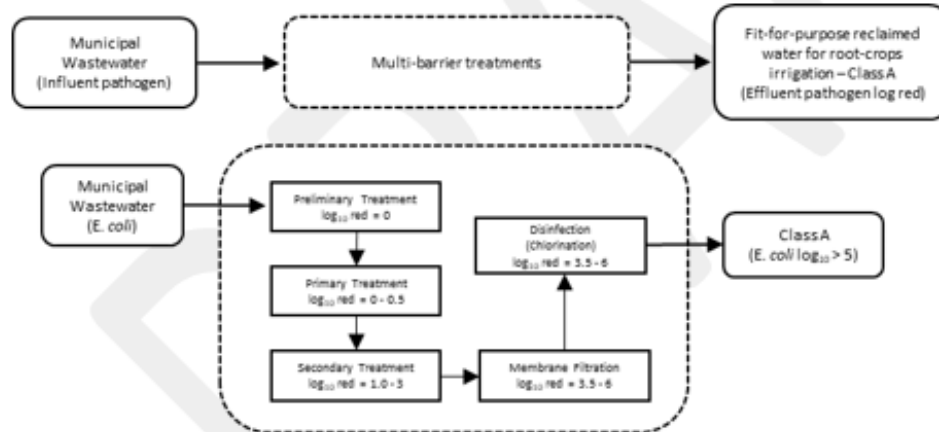 Municipal
Wastewater
(Influent pathogen)
Multi-barrier treatments
Fit-for-purpose reclaimed
water for root-crops
irrigation – Class A
(Effluent pathogen log red)
Municipal
Wastewater
(E. coli)
Preliminary Treatment
log₁₀ red = 0
Primary Treatment
log₁₀ red = 0 - 0.5
Secondary Treatment
log₁₀ red = 1.0 - 3
Membrane Filtration
log₁₀ red = 3.5 - 6
Disinfection
(Chlorination)
log₁₀ red = 3.5 - 6
Class A
(E. coli log₁₀ > 5)